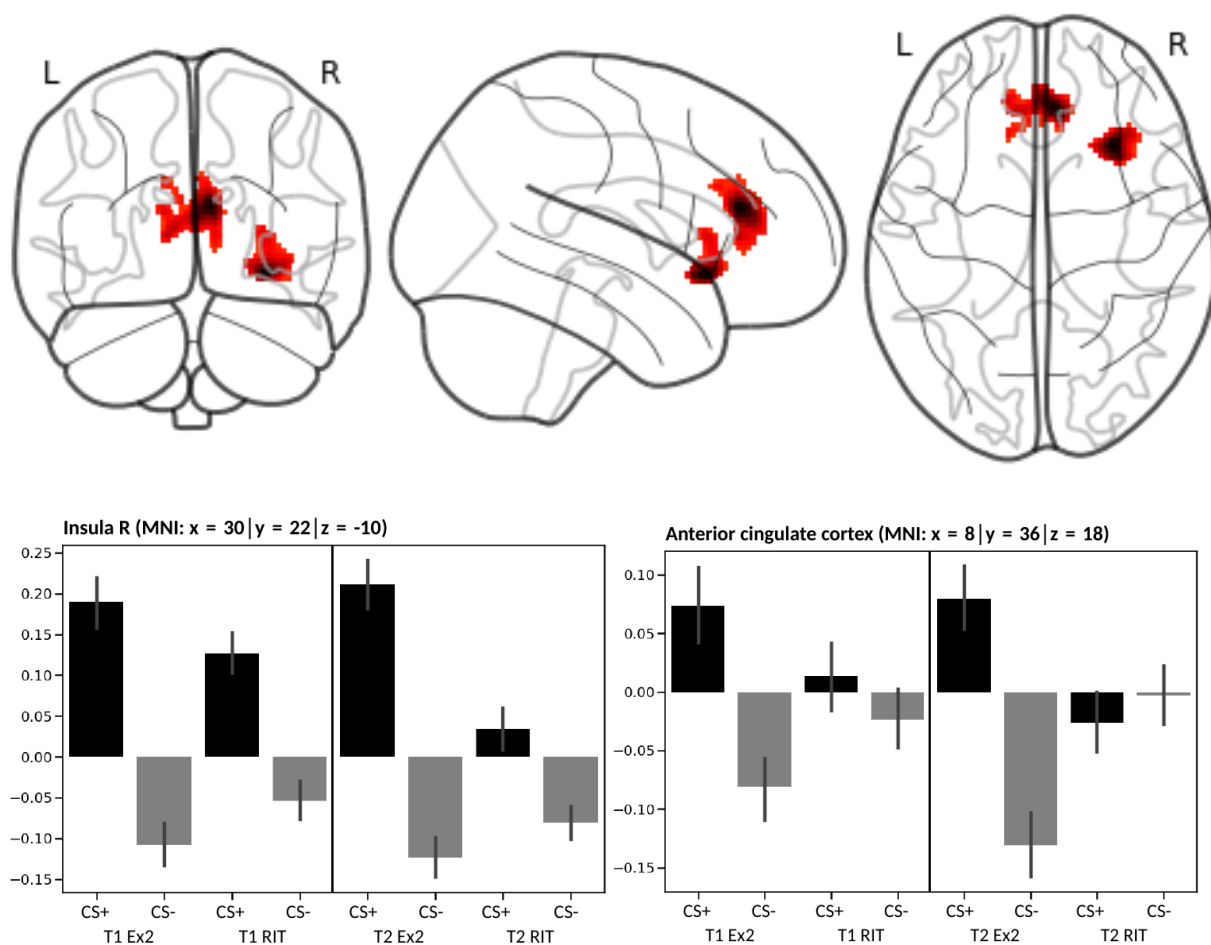 L
R
L
R
Insula R (MNI: x = 30|y = 22|z = -10)
0.25
0.20
0.15
0.10
0.05
0.00
−0.05
−0.10
−0.15
CS+ CS- CS+ CS- CS+ CS- CS+ CS-
T1 Ex2 T1 RIT T2 Ex2 T2 RIT
Anterior cingulate cortex (MNI: x = 8|y = 36|z = 18)
0.10
0.05
0.00
−0.05
−0.10
−0.15
CS+ CS- CS+ CS- CS+ CS- CS+ CS-
T1 Ex2 T1 RIT T2 Ex2 T2 RIT